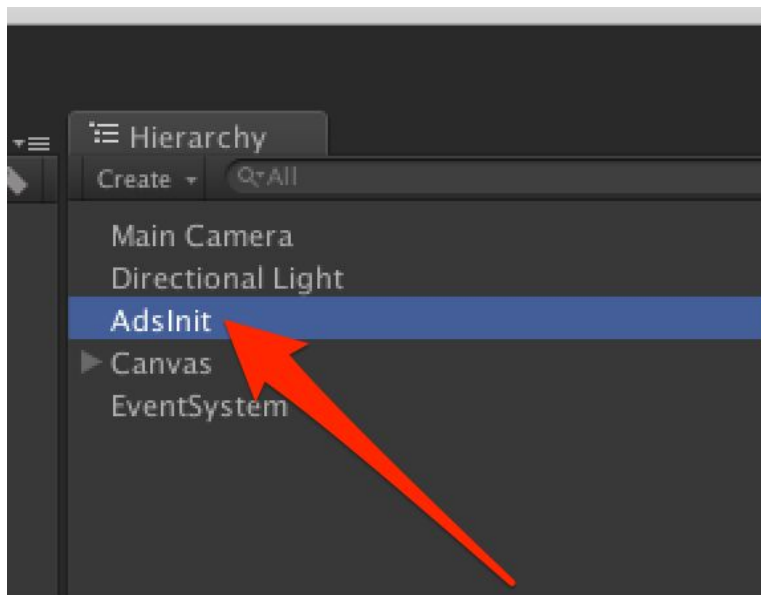 Hierarchy
Create All
Main Camera
Directional Light
AdsInit
Canvas
EventSystem